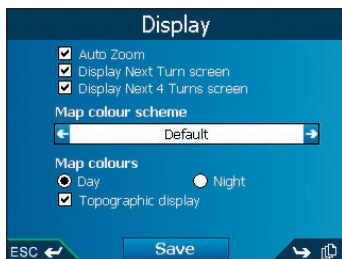 Display
Auto Zoom
Display Next Turn screen
Display Next 4 Turns screen
Map colour scheme
Default
Map colours
Day Night
Topographic display
ESC Save